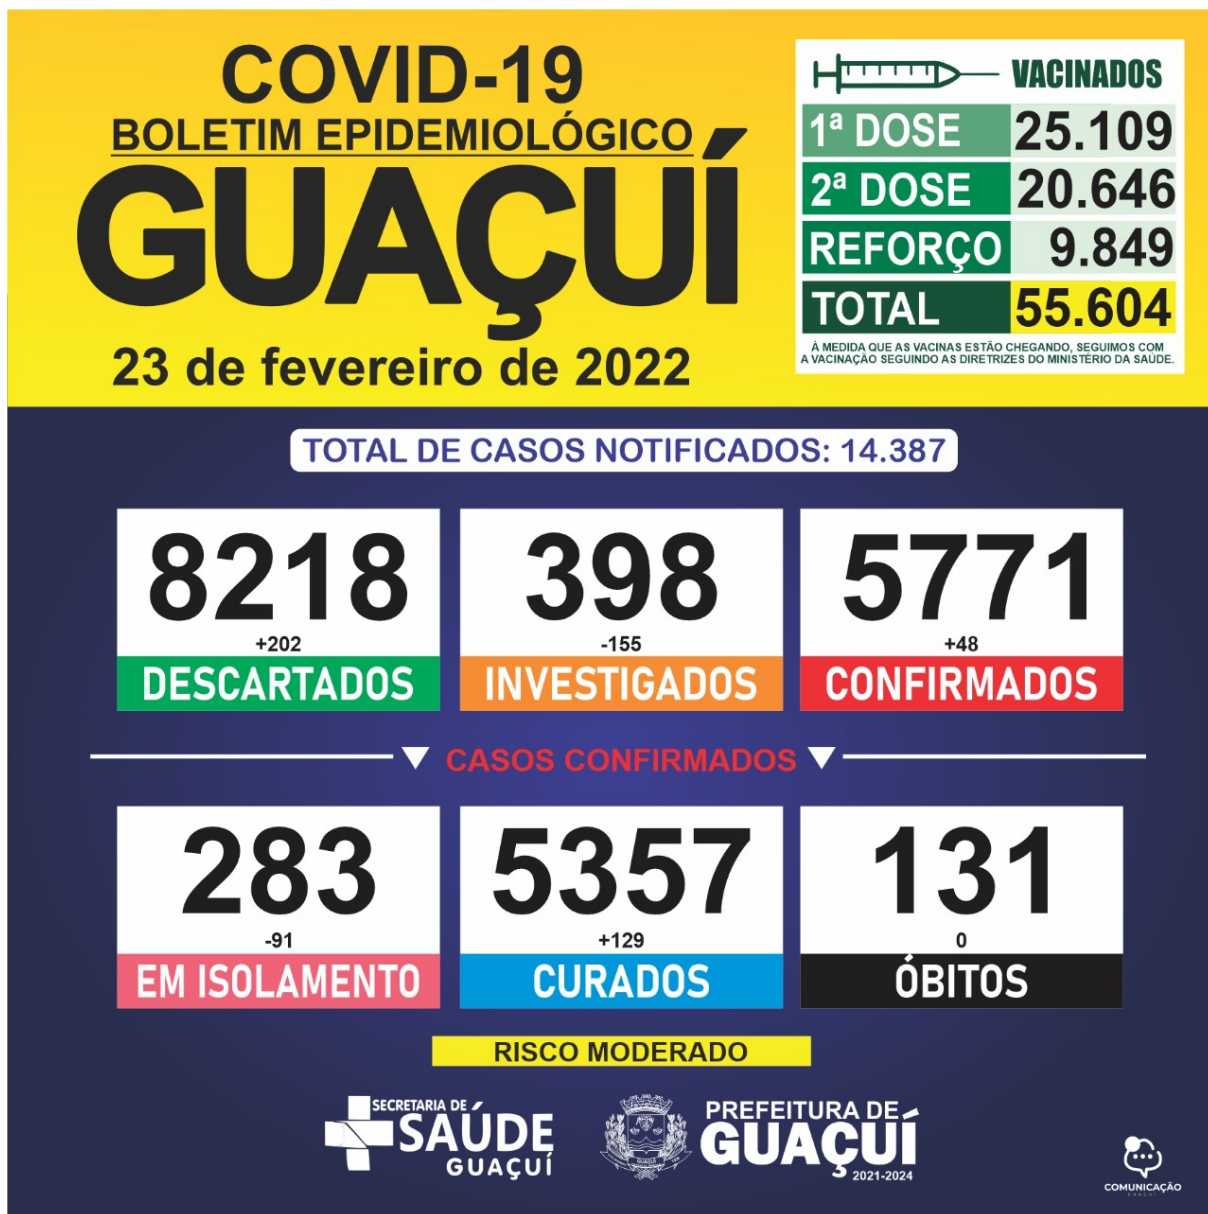 COVID-19
BOLETIM EPIDEMIOLÓGICO
GUAÇUÍ
23 de fevereiro de 2022
VACINADOS
1ª DOSE 25.109
2ª DOSE 20.646
REFORÇO 9.849
TOTAL 55.604
À MEDIDA QUE AS VACINAS ESTÃO CHEGANDO, SEGUIMOS COM
A VACINAÇÃO SEGUINDO AS DIRETRIZES DO MINISTÉRIO DA SAÚDE.
TOTAL DE CASOS NOTIFICADOS: 14.387
8218
+202
DESCARTADOS
398
-155
INVESTIGADOS
5771
+48
CONFIRMADOS
CASOS CONFIRMADOS
283
-91
EM ISOLAMENTO
5357
+129
CURADOS
131
0
ÓBITOS
RISCO MODERADO
SECRETARIA DE
SAÚDE
GUAÇUÍ
PREFEITURA DE
GUAÇUÍ
2021-2024
COMUNICAÇÃO